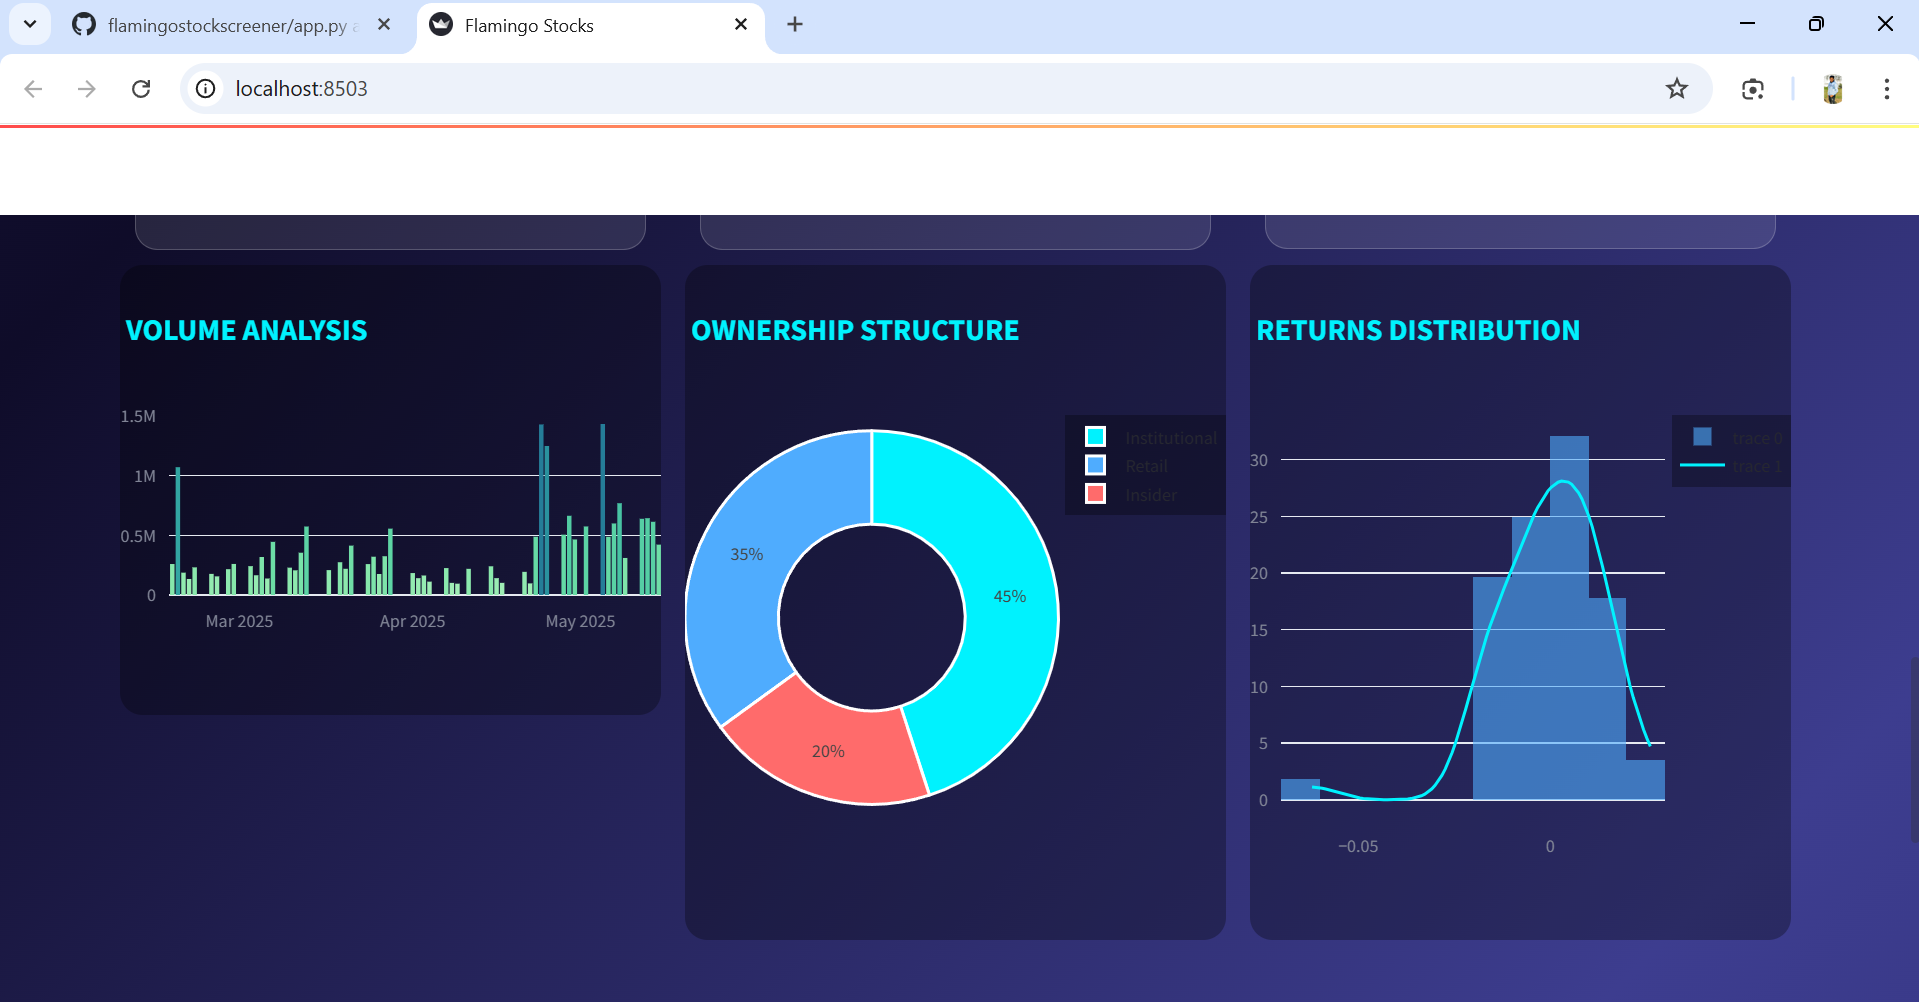 flamingostockscreener/app.py a
Flamingo Stocks
localhost:8503
VOLUME ANALYSIS
1.5M
1M
0.5M
0
Mar 2025
Apr 2025
May 2025
OWNERSHIP STRUCTURE
Institutional
Retail
Insider
35%
45%
20%
RETURNS DISTRIBUTION
trace 0
trace 1
30
25
20
15
10
5
0
−0.05
0